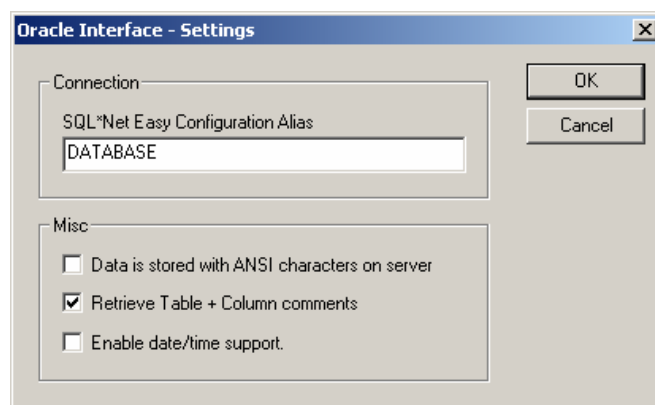 Oracle Interface - Settings
Connection
OK
SQL*Net Easy Configuration Alias
Cancel
DATABASE
Misc
Data is stored with ANSI characters on server
Retrieve Table + Column comments
Enable date/time support.